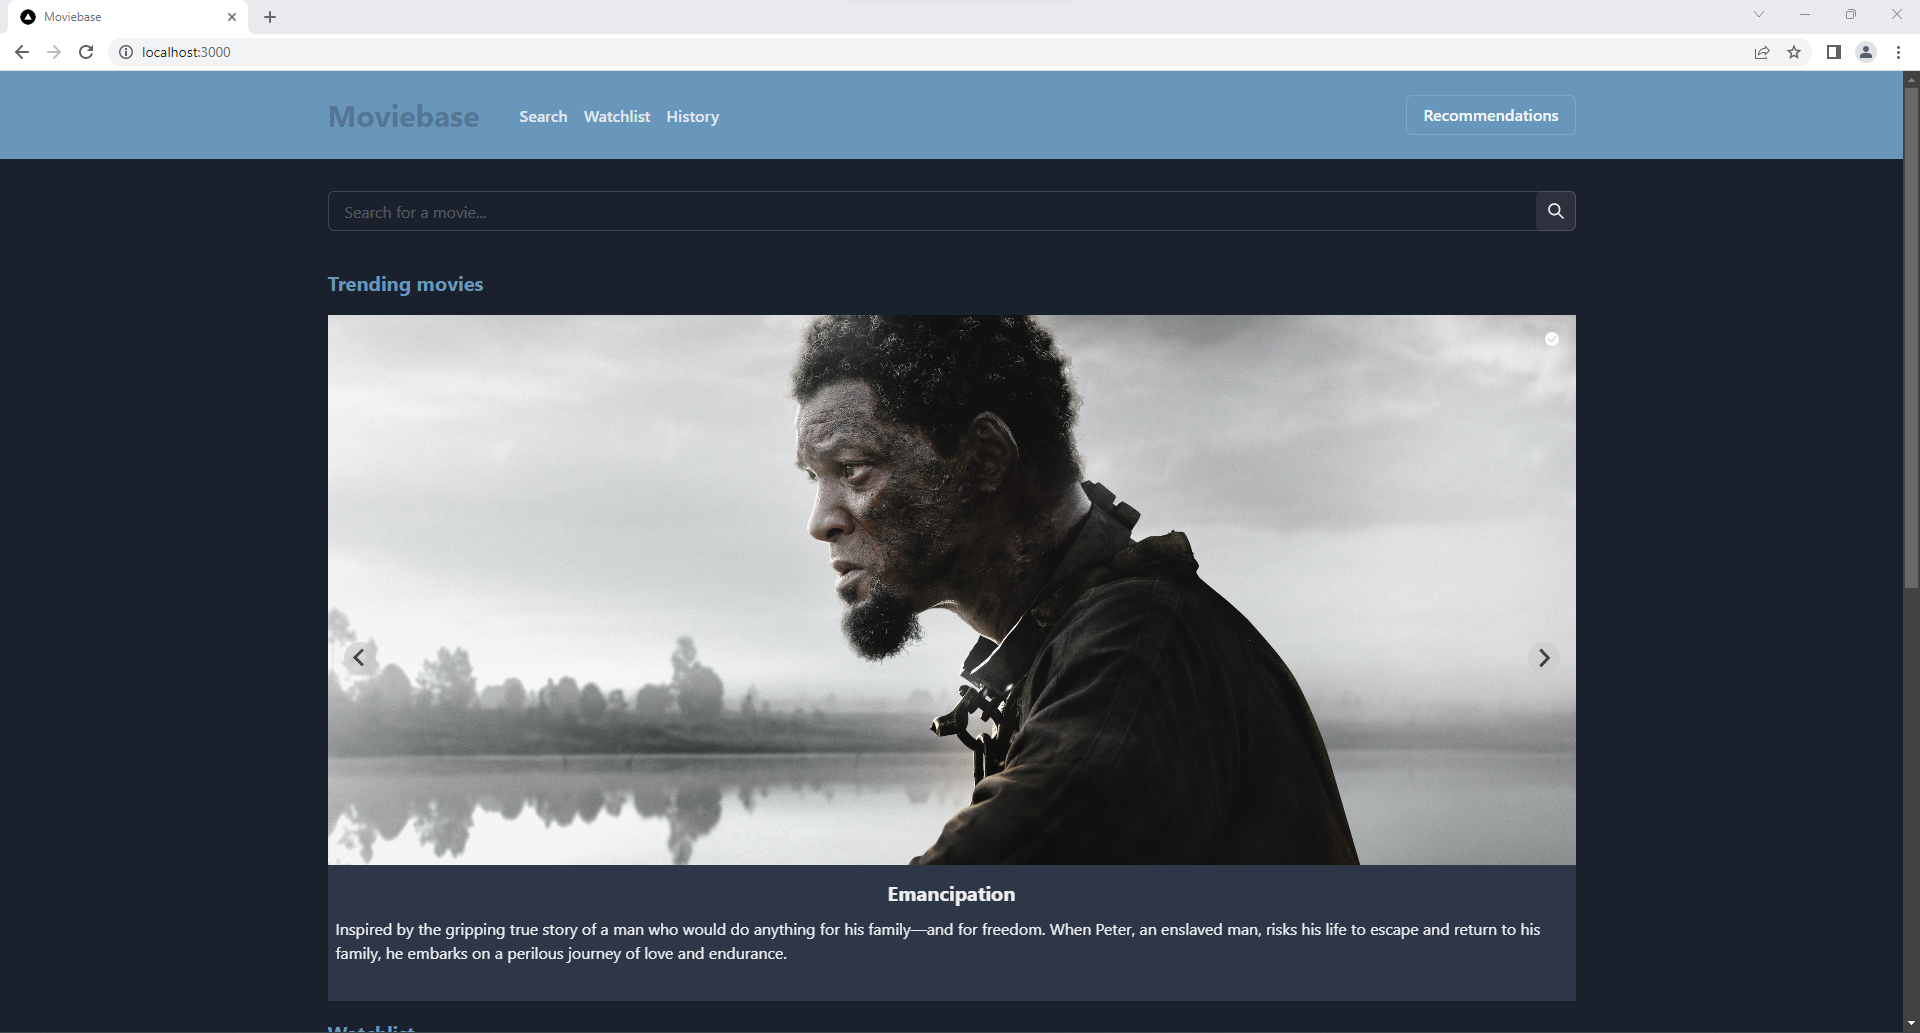 Moviebase
localhost:3000
Moviebase
Search Watchlist History
Recommendations
Search for a movie...
Trending movies
Emancipation
Inspired by the gripping true story of a man who would do anything for his family—and for freedom. When Peter, an enslaved man, risks his life to escape and return to his
family, he embarks on a perilous journey of love and endurance.
Watchlist